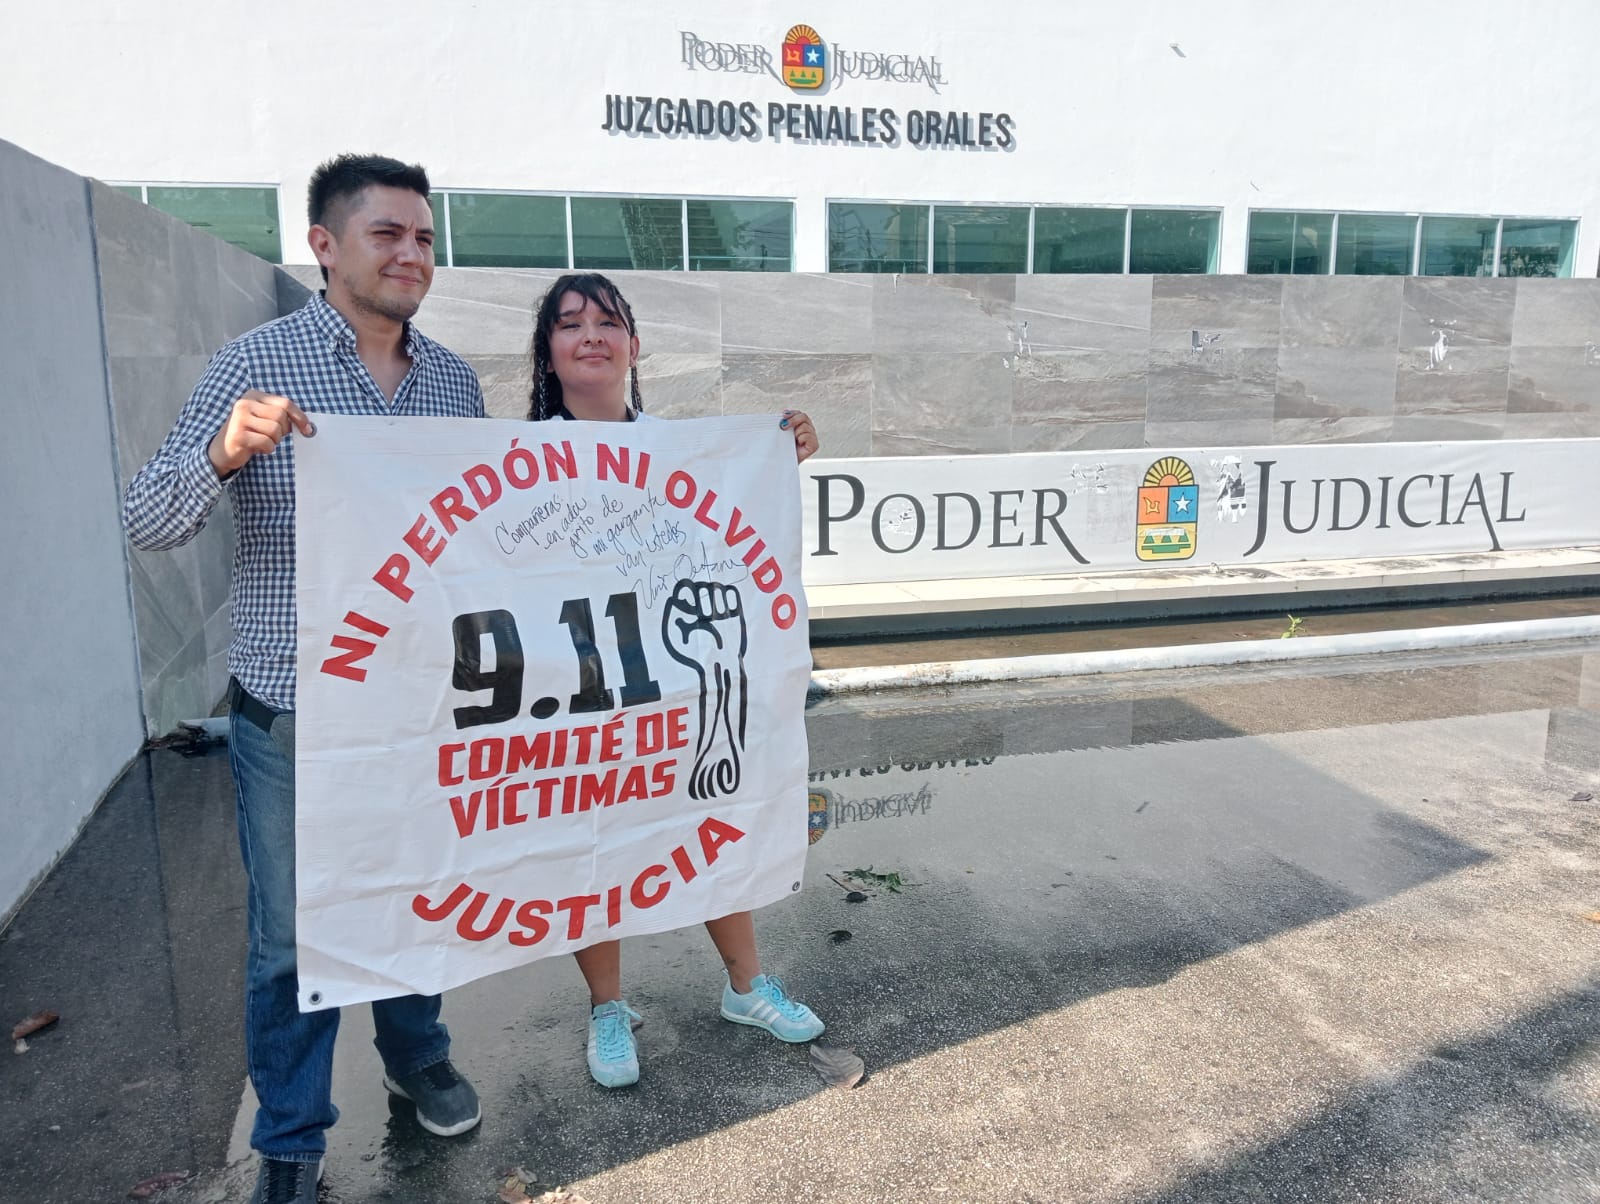 PODER JUDICIAL
JUZGADOS PENALES ORALES
PODER JUDICIAL
NI PERDÓN NI OLVIDO
Compañeras:
en cada
grito de
mi garganta
van ustedes
9.11
COMITÉ DE
VÍCTIMAS
JUSTICIA